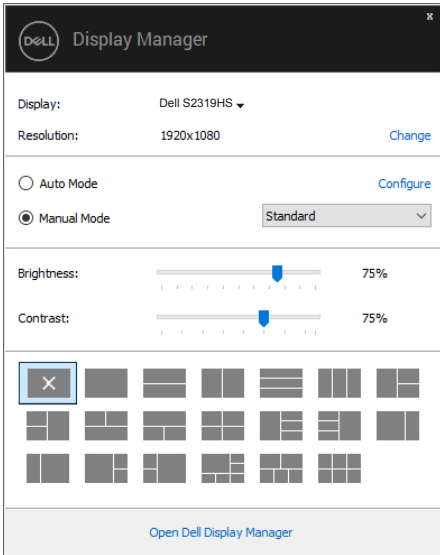 x
DELL Display Manager
Display: Dell S2319HS
Resolution: 1920x1080 Change
Auto Mode Configure
Manual Mode Standard
Brightness: 75%
Contrast: 75%
Open Dell Display Manager